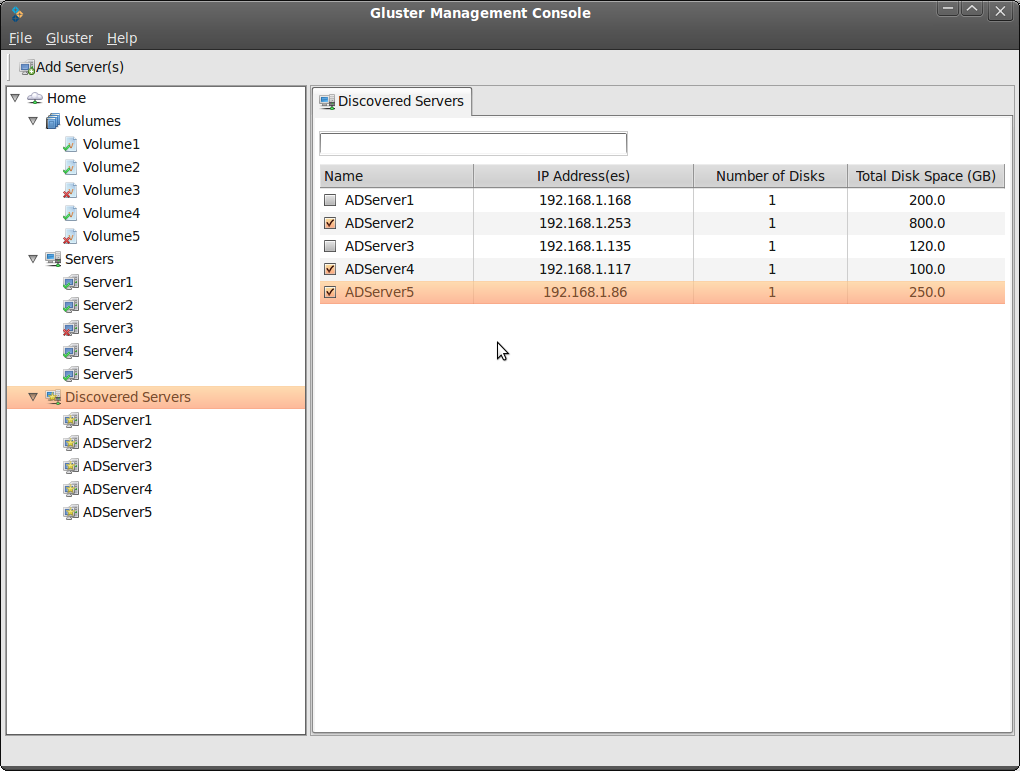 Gluster Management Console
File Gluster Help
Add Server(s)
Home
Volumes
Volume1
Volume2
Volume3
Volume4
Volume5
Servers
Server1
Server2
Server3
Server4
Server5
Discovered Servers
ADServer1
ADServer2
ADServer3
ADServer4
ADServer5
Discovered Servers
Name IP Address(es) Number of Disks Total Disk Space (GB)
ADServer1 192.168.1.168 1 200.0
ADServer2 192.168.1.253 1 800.0
ADServer3 192.168.1.135 1 120.0
ADServer4 192.168.1.117 1 100.0
ADServer5 192.168.1.86 1 250.0